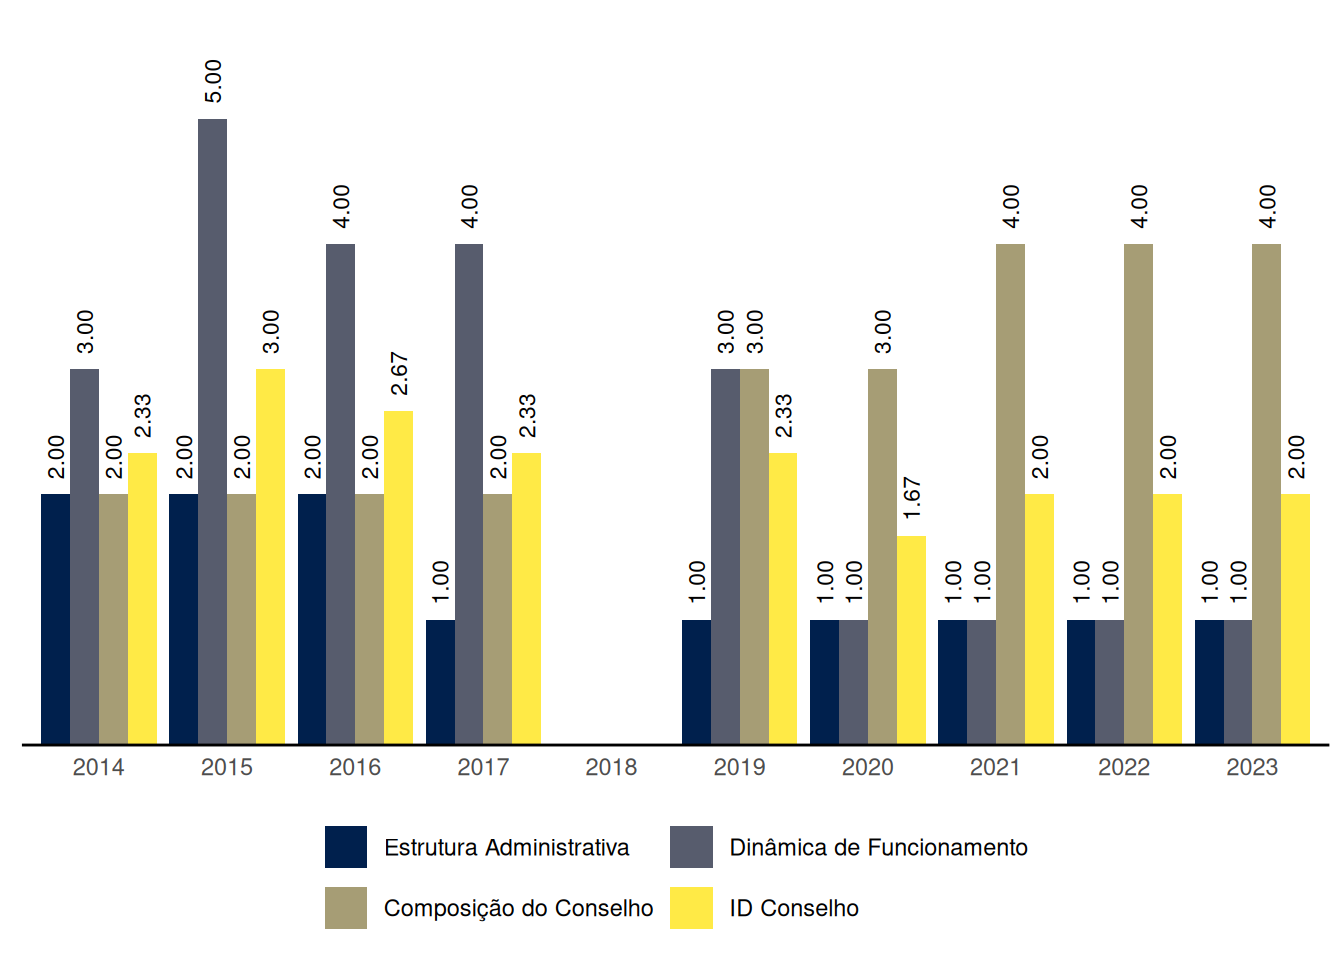 5.00
4.00 4.00 4.00 4.00 4.00
3.00 3.00 3.00 3.00 3.00
2.67
2.33 2.33 2.33
2.00 2.00 2.00 2.00 2.00 2.00 2.00 2.00 2.00 2.00
1.67
1.00 1.00 1.00 1.00 1.00 1.00 1.00 1.00 1.00 1.00
2014 2015 2016 2017 2018 2019 2020 2021 2022 2023
Estrutura Administrativa Dinâmica de Funcionamento
Composição do Conselho ID Conselho